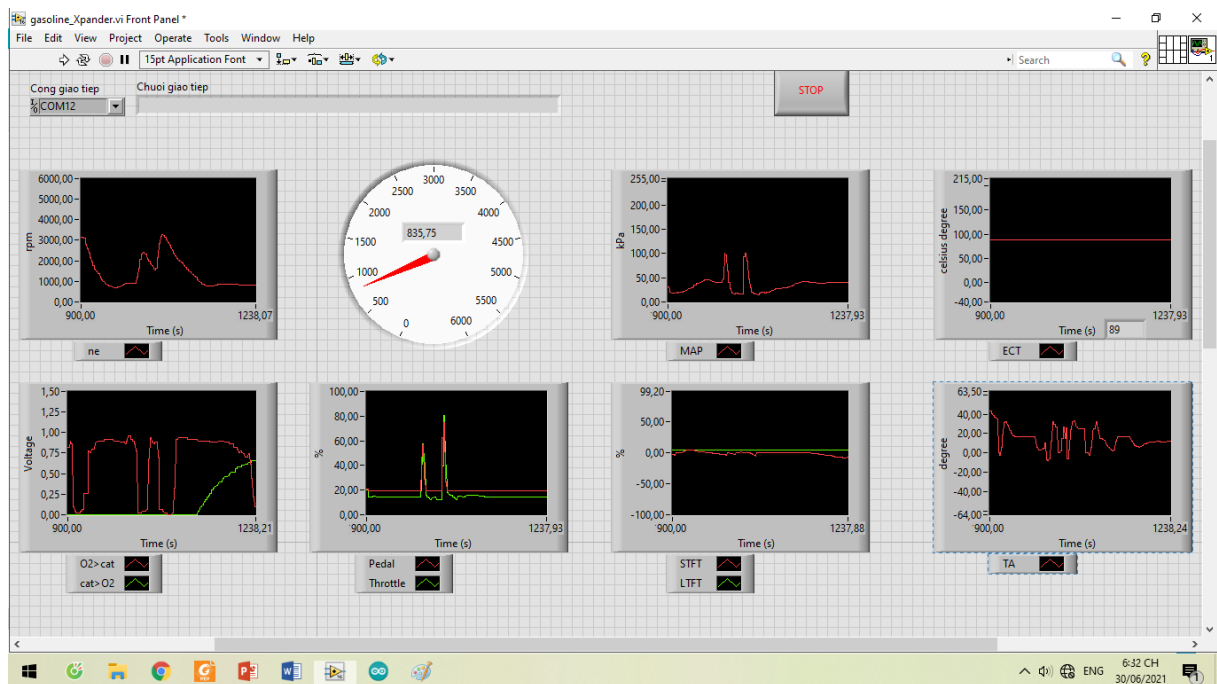 gasoline_Xpander.vi Front Panel *
File Edit View Project Operate Tools Window Help
15pt Application Font
Search
1
Cong giao tiep
Chuoi giao tiep
COM12
STOP
6000,00
5000,00
4000,00
3000,00
2000,00
1000,00
0,00
rpm
900,00
1238,07
Time (s)
ne
0
500
1000
1500
2000
2500
3000
3500
4000
4500
5000
5500
6000
835,75
255,00
200,00
150,00
100,00
50,00
0,00
kPa
900,00
1237,93
Time (s)
MAP
215,00
150,00
100,00
50,00
0,00
-40,00
celsius degree
900,00
1237,93
Time (s)
89
ECT
1,50
1,25
1,00
0,75
0,50
0,25
0,00
Voltage
900,00
1238,21
Time (s)
O2>cat
cat>O2
100,00
80,00
60,00
40,00
20,00
0,00
%
900,00
1237,93
Time (s)
Pedal
Throttle
99,20
50,00
0,00
-50,00
-100,00
%
900,00
1237,88
Time (s)
STFT
LTFT
63,50
40,00
20,00
0,00
-20,00
-40,00
-64,00
degree
900,00
1238,24
Time (s)
TA
ENG
6:32 CH
30/06/2021
1